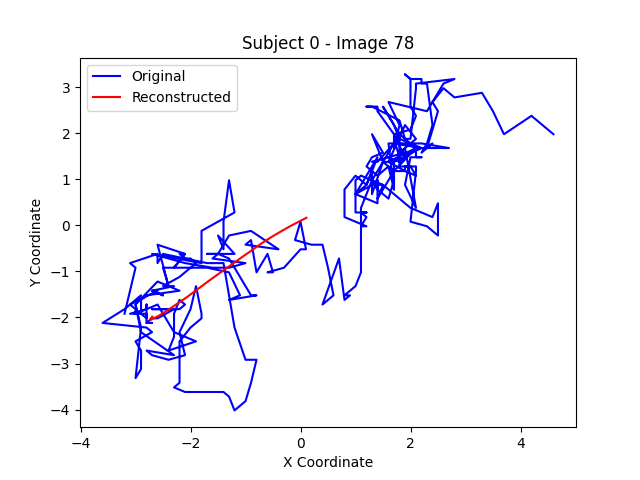 Subject 0 - Image 78
Original
Reconstructed
3
2
1
0
−1
−2
−3
−4
Y Coordinate
−4
−2
0
2
4
X Coordinate